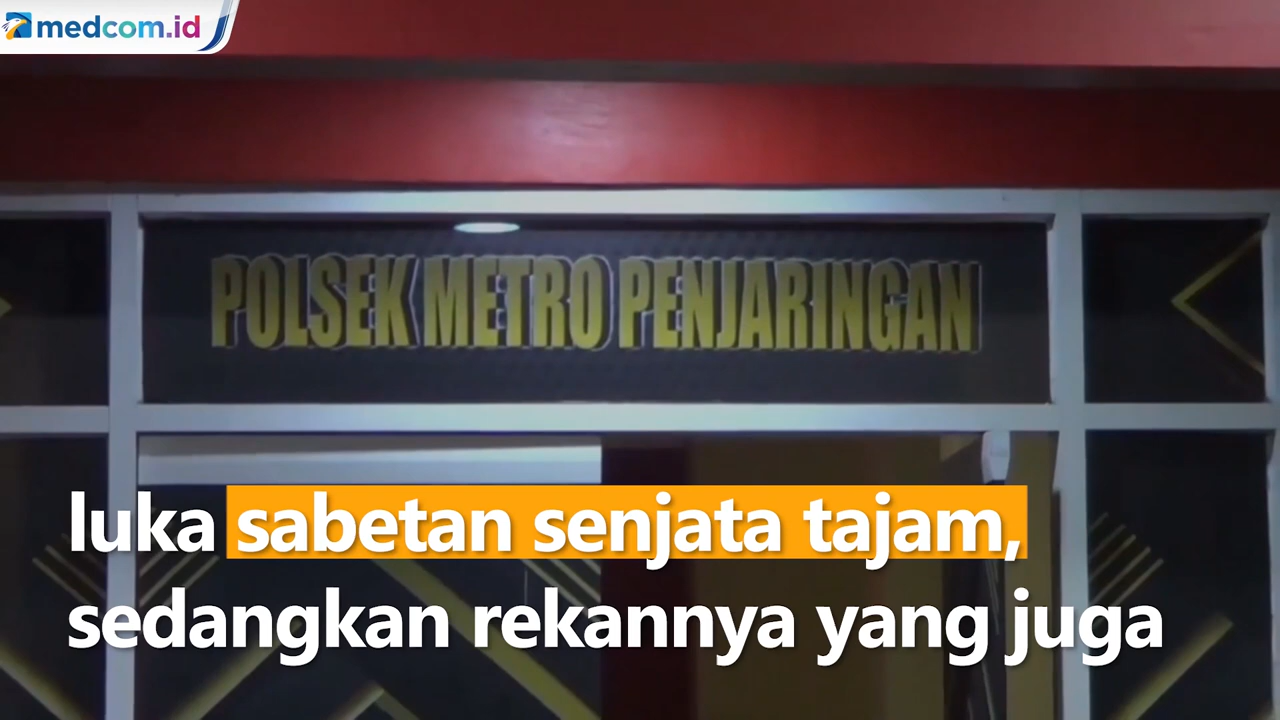 medcom.id
POLSEK METRO PENJARINGAN
luka sabetan senjata tajam,
sedangkan rekannya yang juga